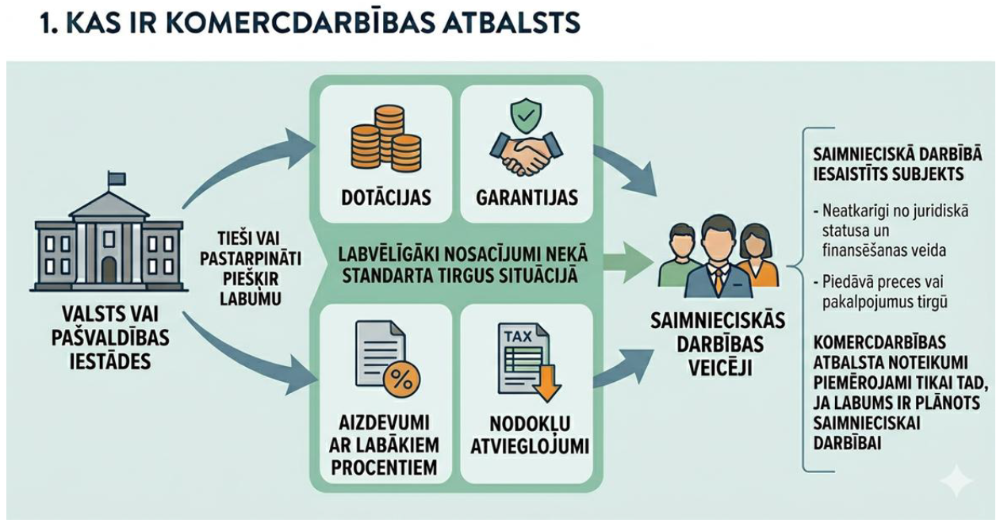 1. KAS IR KOMERCDARBĪBAS ATBALSTS
VALSTS VAI
PAŠVALDĪBAS
IESTĀDES
TIEŠI VAI
PASTARPINĀTI
PIEŠĶIR
LABUMU
DOTĀCIJAS
GARANTIJAS
LABVĒLĪGĀKI NOSACĪJUMI NEKĀ
STANDARTA TIRGUS SITUĀCIJĀ
%
AIZDEVUMI
AR LABĀKIEM
PROCENTIEM
TAX
NODOKĻU
ATVIEGLOJUMI
SAIMNIECISKĀS
DARBĪBAS
VEICĒJI
SAIMNIECISKĀ DARBĪBĀ
IESAISTĪTS SUBJEKTS
- Neatkarīgi no juridiskā
statusa un
finansēšanas veida
- Piedāvā preces vai
pakalpojumus tirgū
KOMERCDARBĪBAS
ATBALSTA NOTEIKUMI
PIEMĒROJAMI TIKAI TAD,
JA LABUMS IR PLĀNOTS
SAIMNIECISKAI
DARBĪBAI